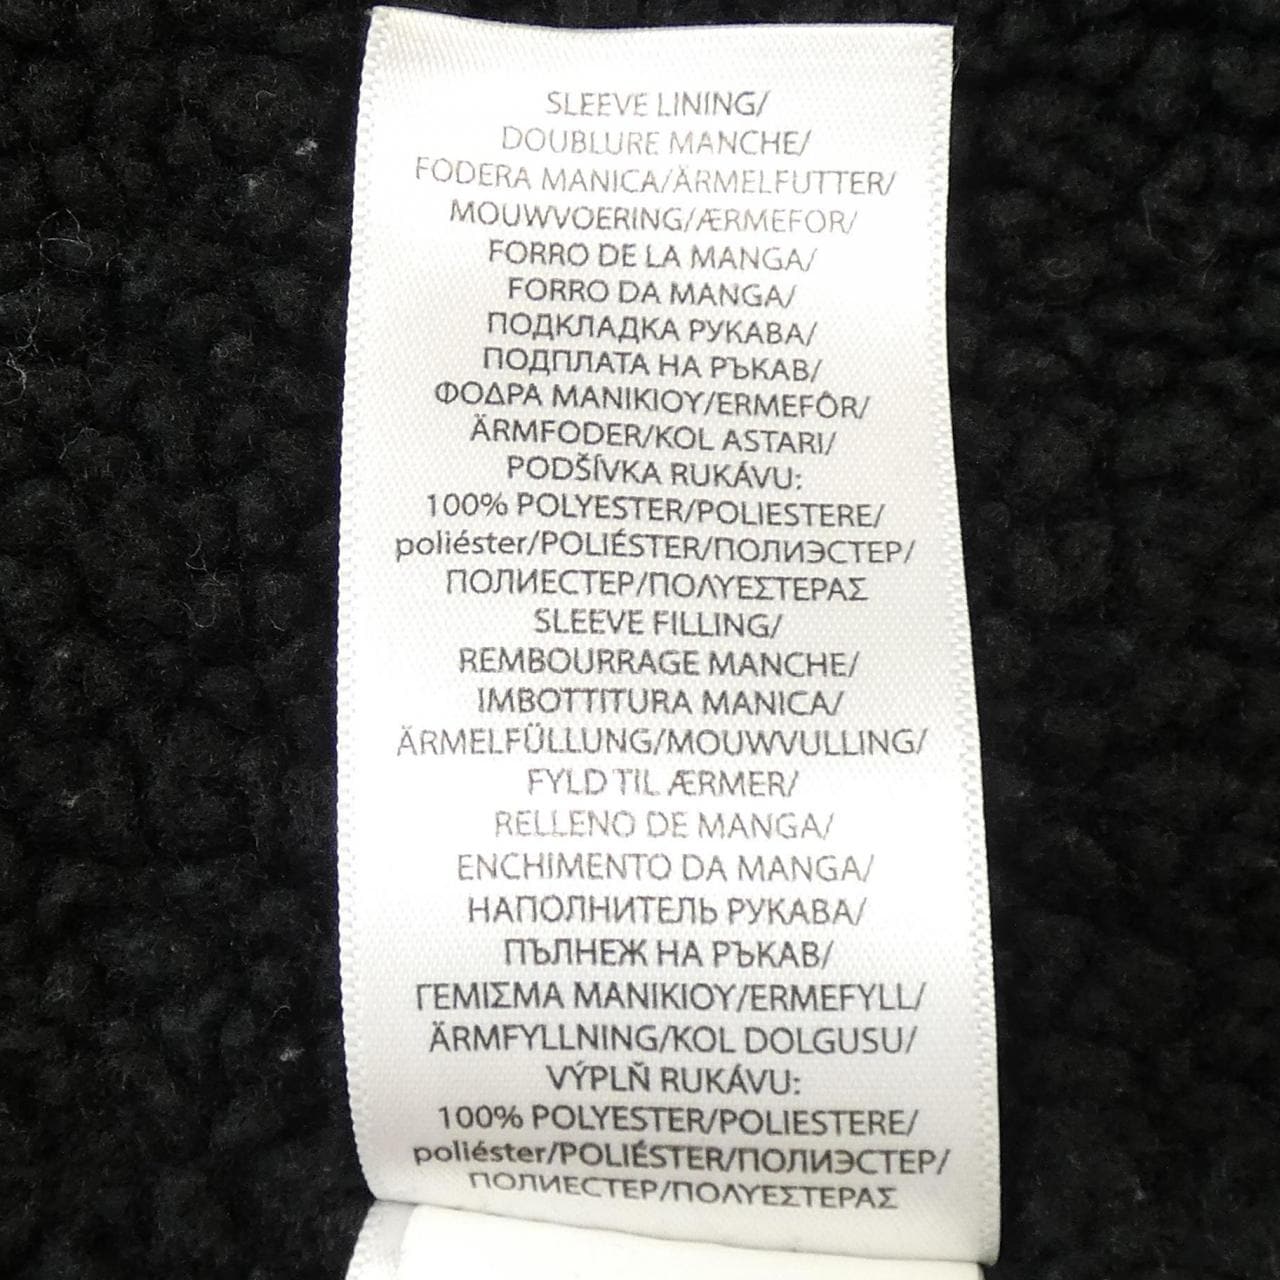 SLEEVE LINING/
DOUBLURE MANCHE/
FODERA MANICA/ÄRMELFUTTER/
MOUWVOERING/ÆRMEFOR/
FORRO DE LA MANGA/
FORRO DA MANGA/
ПОДКЛАДКА РУКАВА/
ПОДПЛАТА НА РЪКАВ/
ΦΟΔΡΑ ΜΑΝΙΚΙΟΥ/ERMEFÔR/
ÄRMFODER/KOL ASTARI/
PODŠÍVKA RUKÁVU:
100% POLYESTER/POLIESTERE/
poliéster/POLIÉSTER/ПОЛИЭСТЕР/
ПОЛИЕСТЕР/ΠΟΛΥΕΣΤΕΡΑΣ
SLEEVE FILLING/
REMBOURRAGE MANCHE/
IMBOTTITURA MANICA/
ÄRMELFÜLLUNG/MOUWVULLING/
FYLD TIL ÆRMER/
RELLENO DE MANGA/
ENCHIMENTO DA MANGA/
НАПОЛНИТЕЛЬ РУКАВА/
ПЪЛНЕЖ НА РЪКАВ/
ΓΕΜΙΣΜΑ ΜΑΝΙΚΙΟΥ/ERMEFYLL/
ÄRMFYLLNING/KOL DOLGUSU/
VÝPLŇ RUKÁVU:
100% POLYESTER/POLIESTERE/
poliéster/POLIÉSTER/ПОЛИЭСТЕР/
ПОЛИЕСТЕР/ΠΟΛΥΕΣΤΕΡΑΣ